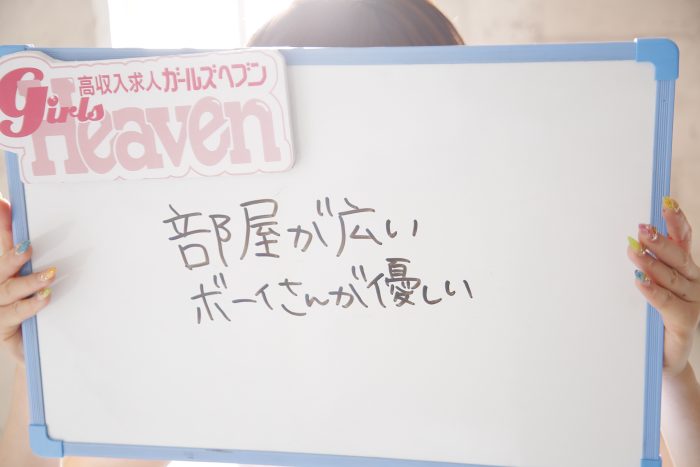 高収入求人ガールズヘブン
Girls
Heaven
部屋が広い
ボーイさんが優しい